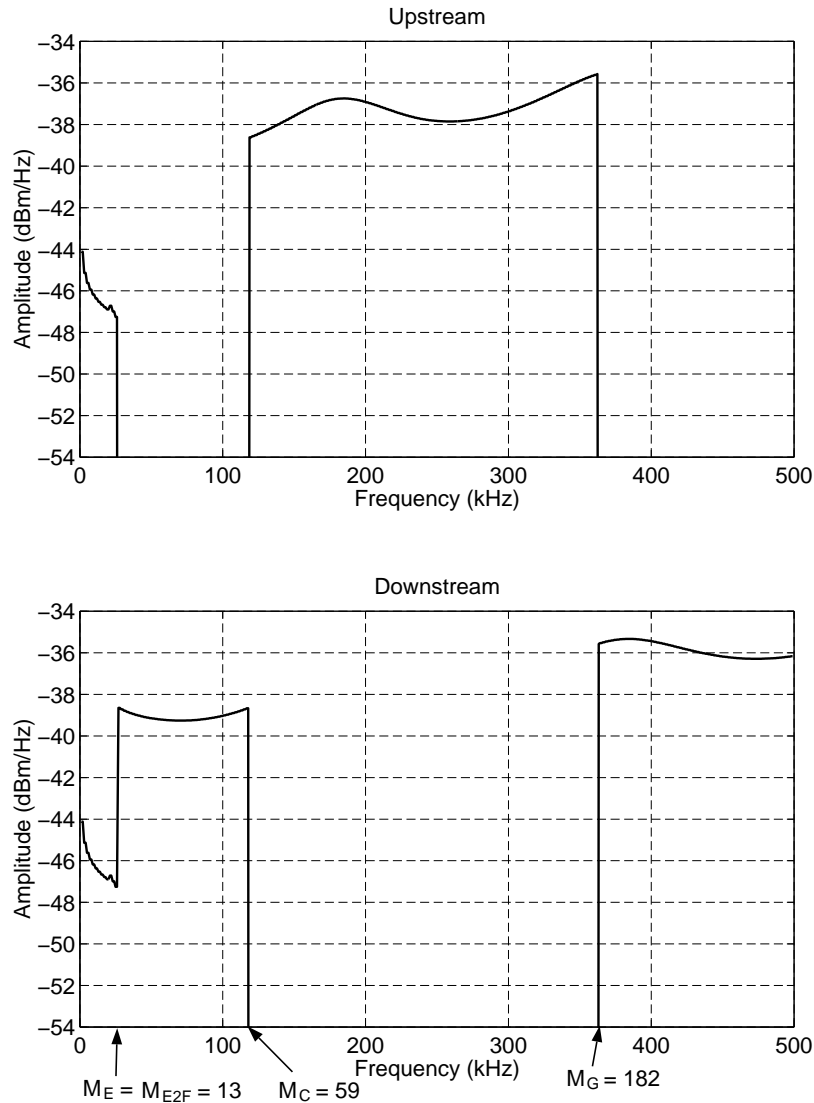 Upstream
−34
−36
−38
−40
−42
−44
−46
−48
−50
−52
−54
Amplitude (dBm/Hz)
0 100 200 300 400 500
Frequency (kHz)
Downstream
−34
−36
−38
−40
−42
−44
−46
−48
−50
−52
−54
Amplitude (dBm/Hz)
0 100 200 300 400 500
Frequency (kHz)
M_E = M_E2F = 13 M_C = 59 M_G = 182